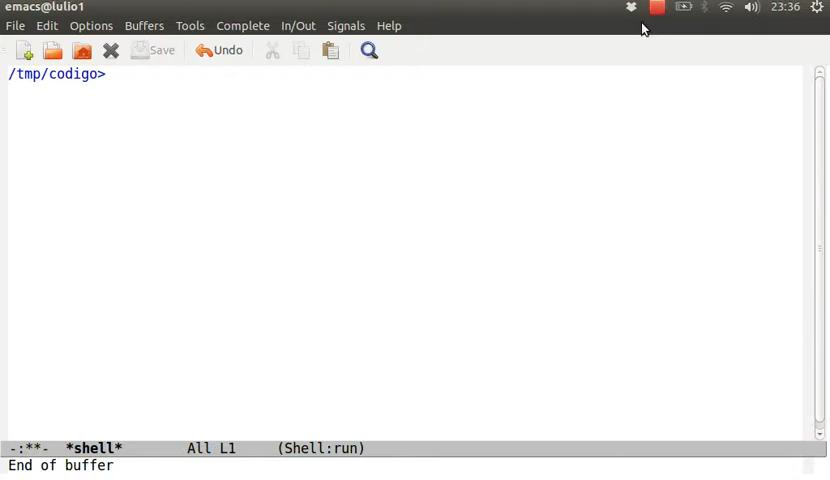 emacs@lulio1 23:36
File Edit Options Buffers Tools Complete In/Out Signals Help
Save Undo
/tmp/codigo>
-:**- *shell* All L1 (Shell:run)
End of buffer